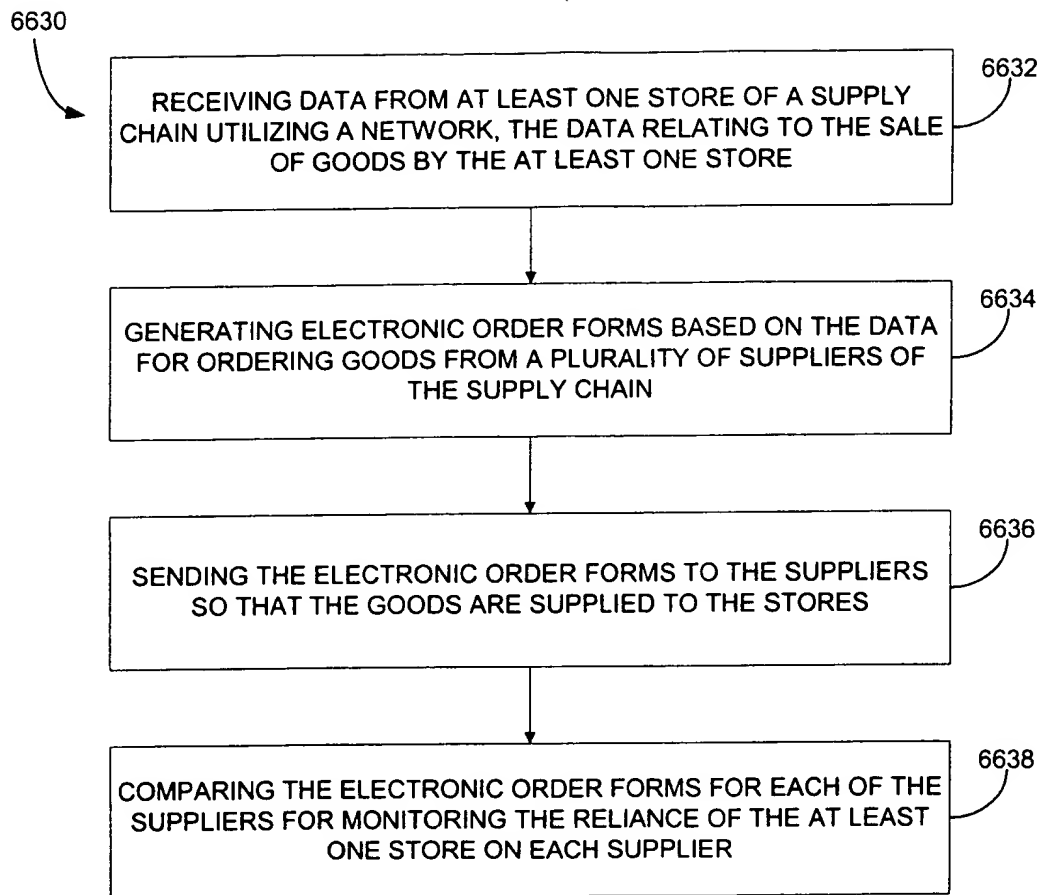 6630
6632
RECEIVING DATA FROM AT LEAST ONE STORE OF A SUPPLY
CHAIN UTILIZING A NETWORK, THE DATA RELATING TO THE SALE
OF GOODS BY THE AT LEAST ONE STORE
6634
GENERATING ELECTRONIC ORDER FORMS BASED ON THE DATA
FOR ORDERING GOODS FROM A PLURALITY OF SUPPLIERS OF
THE SUPPLY CHAIN
6636
SENDING THE ELECTRONIC ORDER FORMS TO THE SUPPLIERS
SO THAT THE GOODS ARE SUPPLIED TO THE STORES
6638
COMPARING THE ELECTRONIC ORDER FORMS FOR EACH OF THE
SUPPLIERS FOR MONITORING THE RELIANCE OF THE AT LEAST
ONE STORE ON EACH SUPPLIER